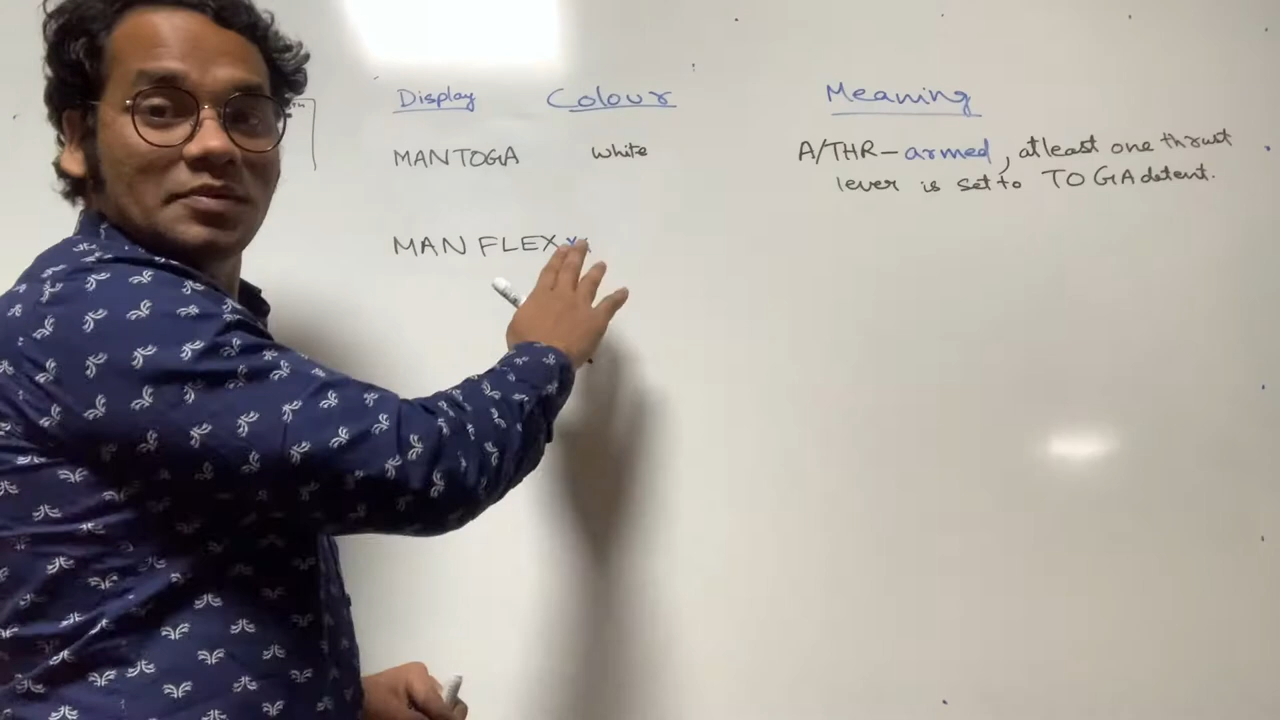 Display Colour Meaning
MANTOGA white A/THR-armed, atleast one thrust
lever is set to TOGA detent.
MAN FLEX